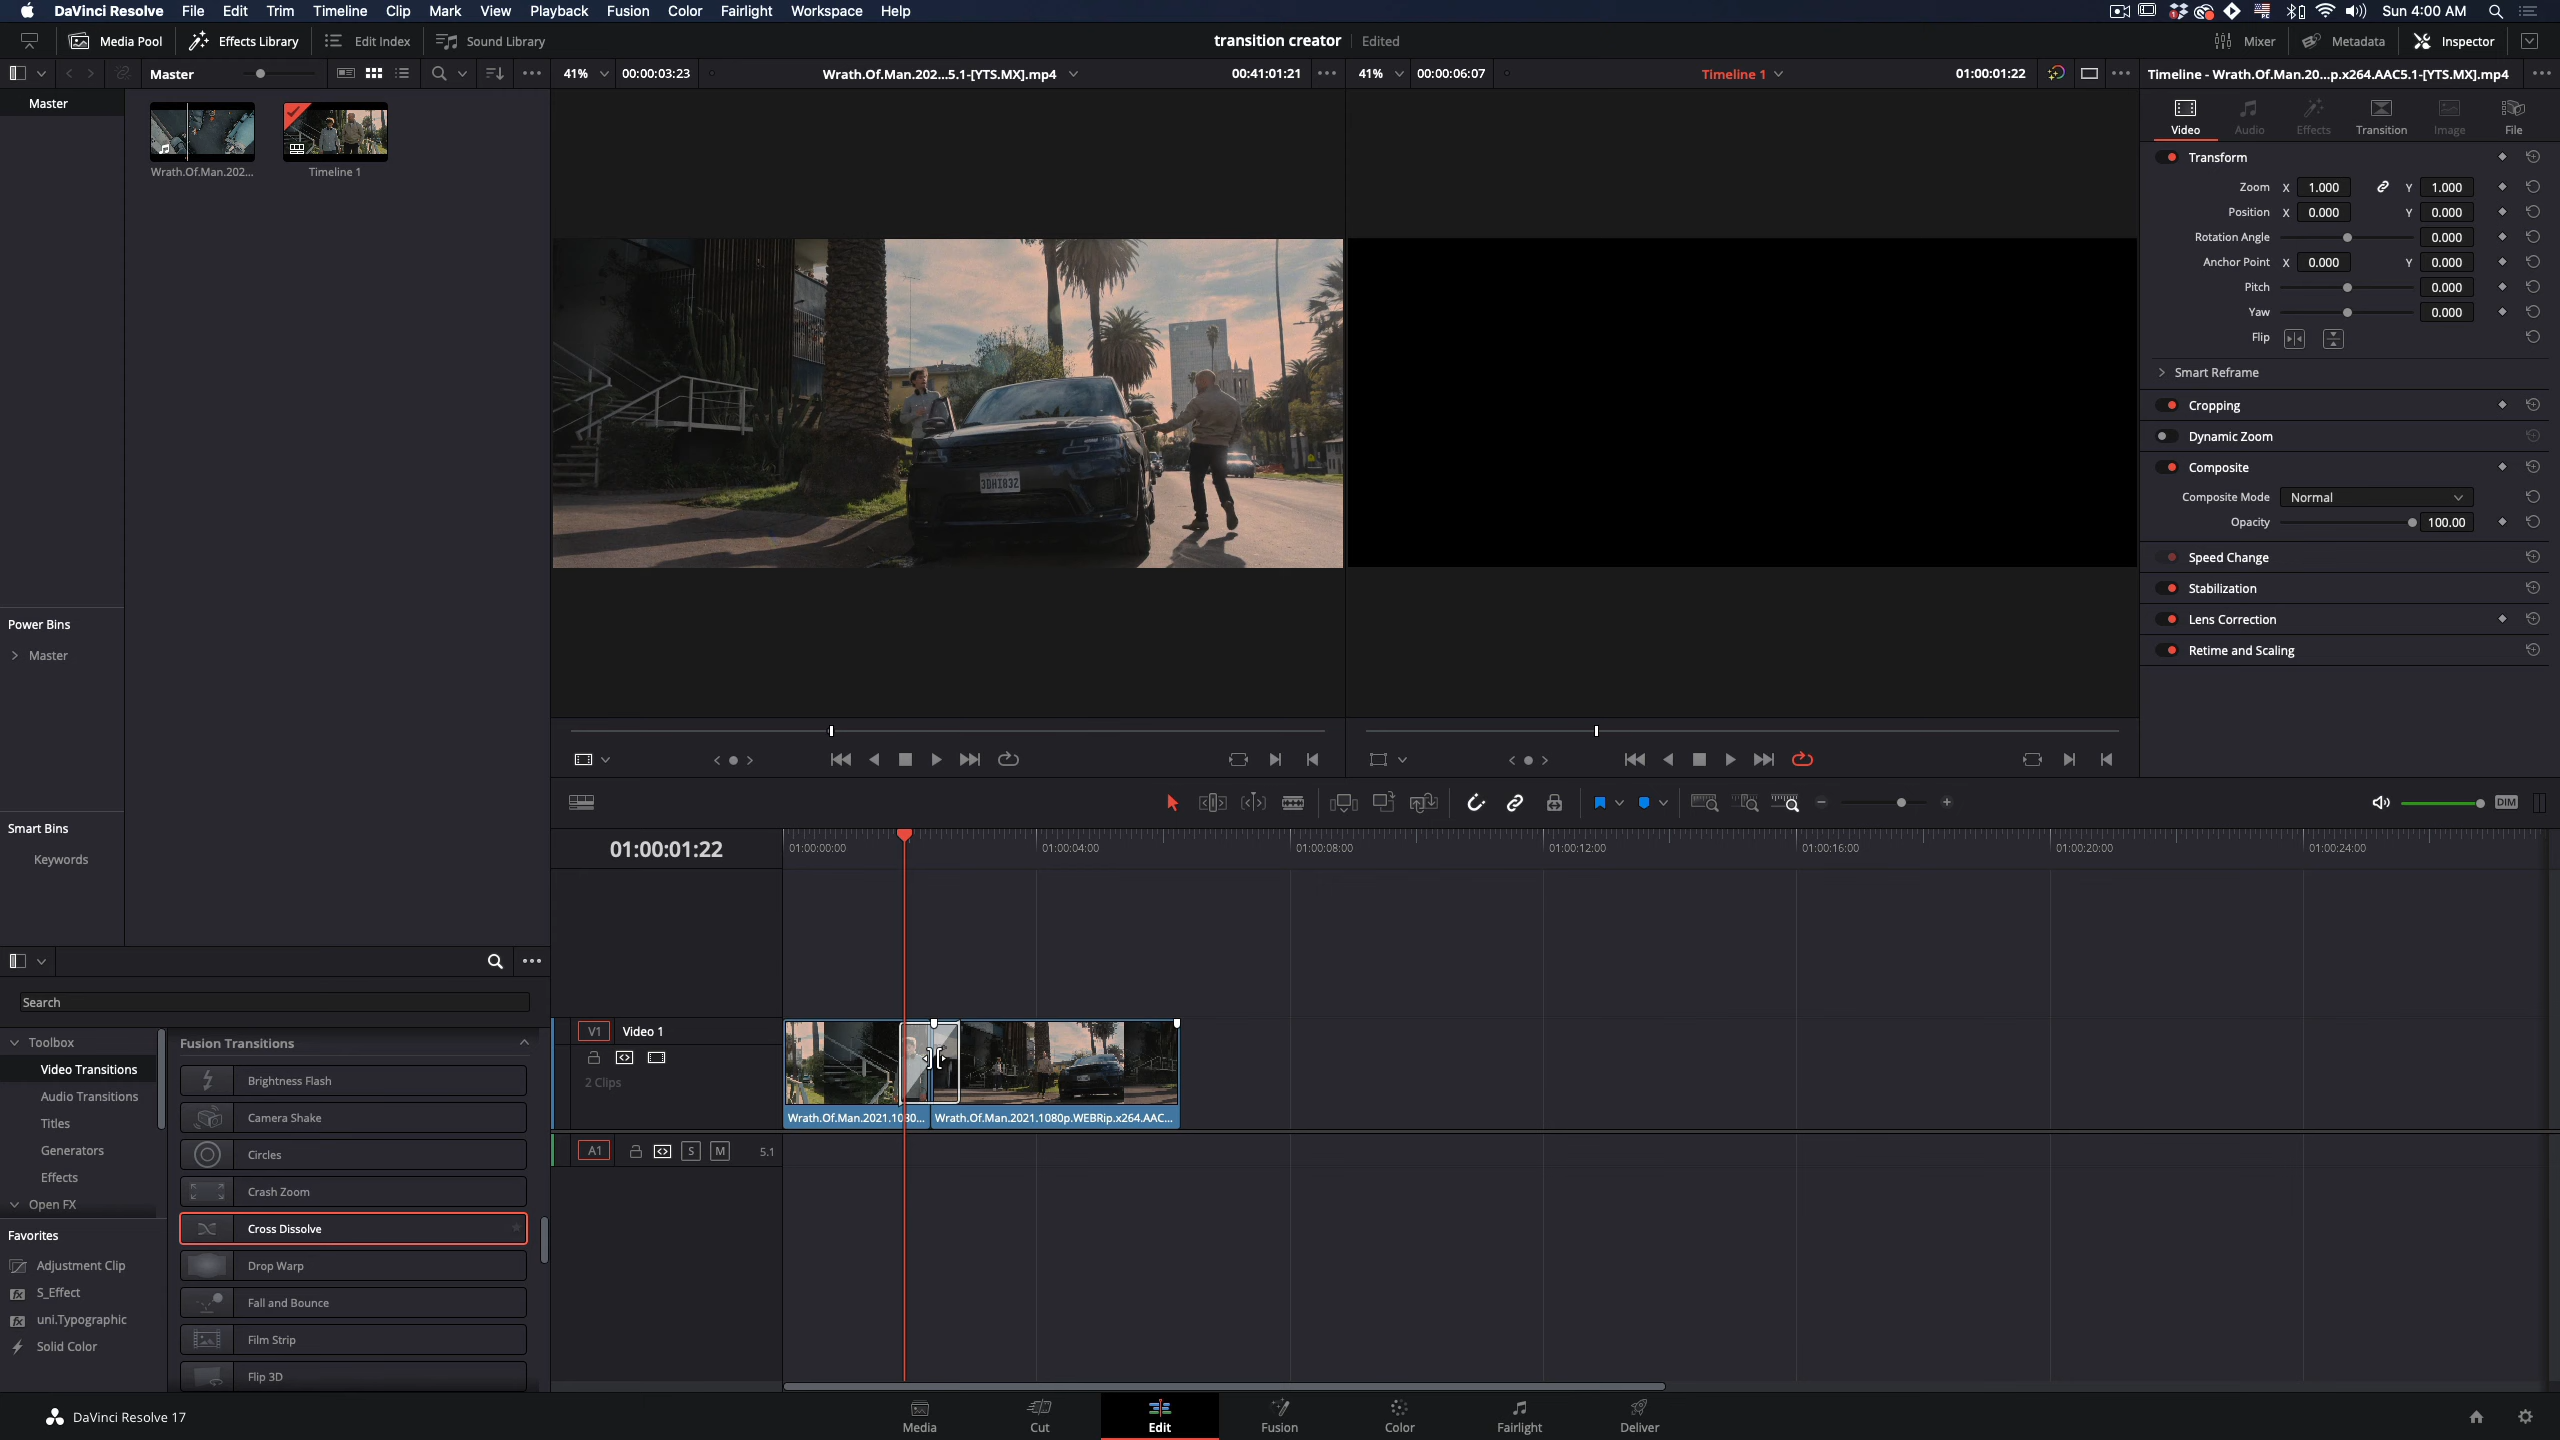 DaVinci Resolve File Edit Trim Timeline Clip Mark View Playback Fusion Color Fairlight Workspace Help
Sun 4:00 AM
Media Pool Effects Library Edit Index Sound Library
transition creator Edited
Mixer Metadata Inspector
Master
41% 00:00:03:23 Wrath.Of.Man.202...5.1-[YTS.MX].mp4 00:41:01:21
41% 00:00:06:07 Timeline 1 01:00:01:22
Timeline - Wrath.Of.Man.20...p.x264.AAC5.1-[YTS.MX].mp4
Master
Wrath.Of.Man.202...
Timeline 1
Power Bins
Master
Smart Bins
Keywords
3DHI832
Video Audio Effects Transition Image File
Transform
Zoom X 1.000 Y 1.000
Position X 0.000 Y 0.000
Rotation Angle 0.000
Anchor Point X 0.000 Y 0.000
Pitch 0.000
Yaw 0.000
Flip
Smart Reframe
Cropping
Dynamic Zoom
Composite
Composite Mode Normal
Opacity 100.00
Speed Change
Stabilization
Lens Correction
Retime and Scaling
DIM
Search
Toolbox
Video Transitions
Audio Transitions
Titles
Generators
Effects
Open FX
Favorites
Adjustment Clip
S_Effect
uni.Typographic
Solid Color
Fusion Transitions
Brightness Flash
Camera Shake
Circles
Crash Zoom
Cross Dissolve
Drop Warp
Fall and Bounce
Film Strip
Flip 3D
01:00:01:22
01:00:00:00 01:00:04:00 01:00:08:00 01:00:12:00 01:00:16:00 01:00:20:00 01:00:24:00
V1 Video 1
2 Clips
Wrath.Of.Man.2021.1080... Wrath.Of.Man.2021.1080p.WEBRip.x264.AAC...
A1 S M 5.1
DaVinci Resolve 17
Media Cut Edit Fusion Color Fairlight Deliver